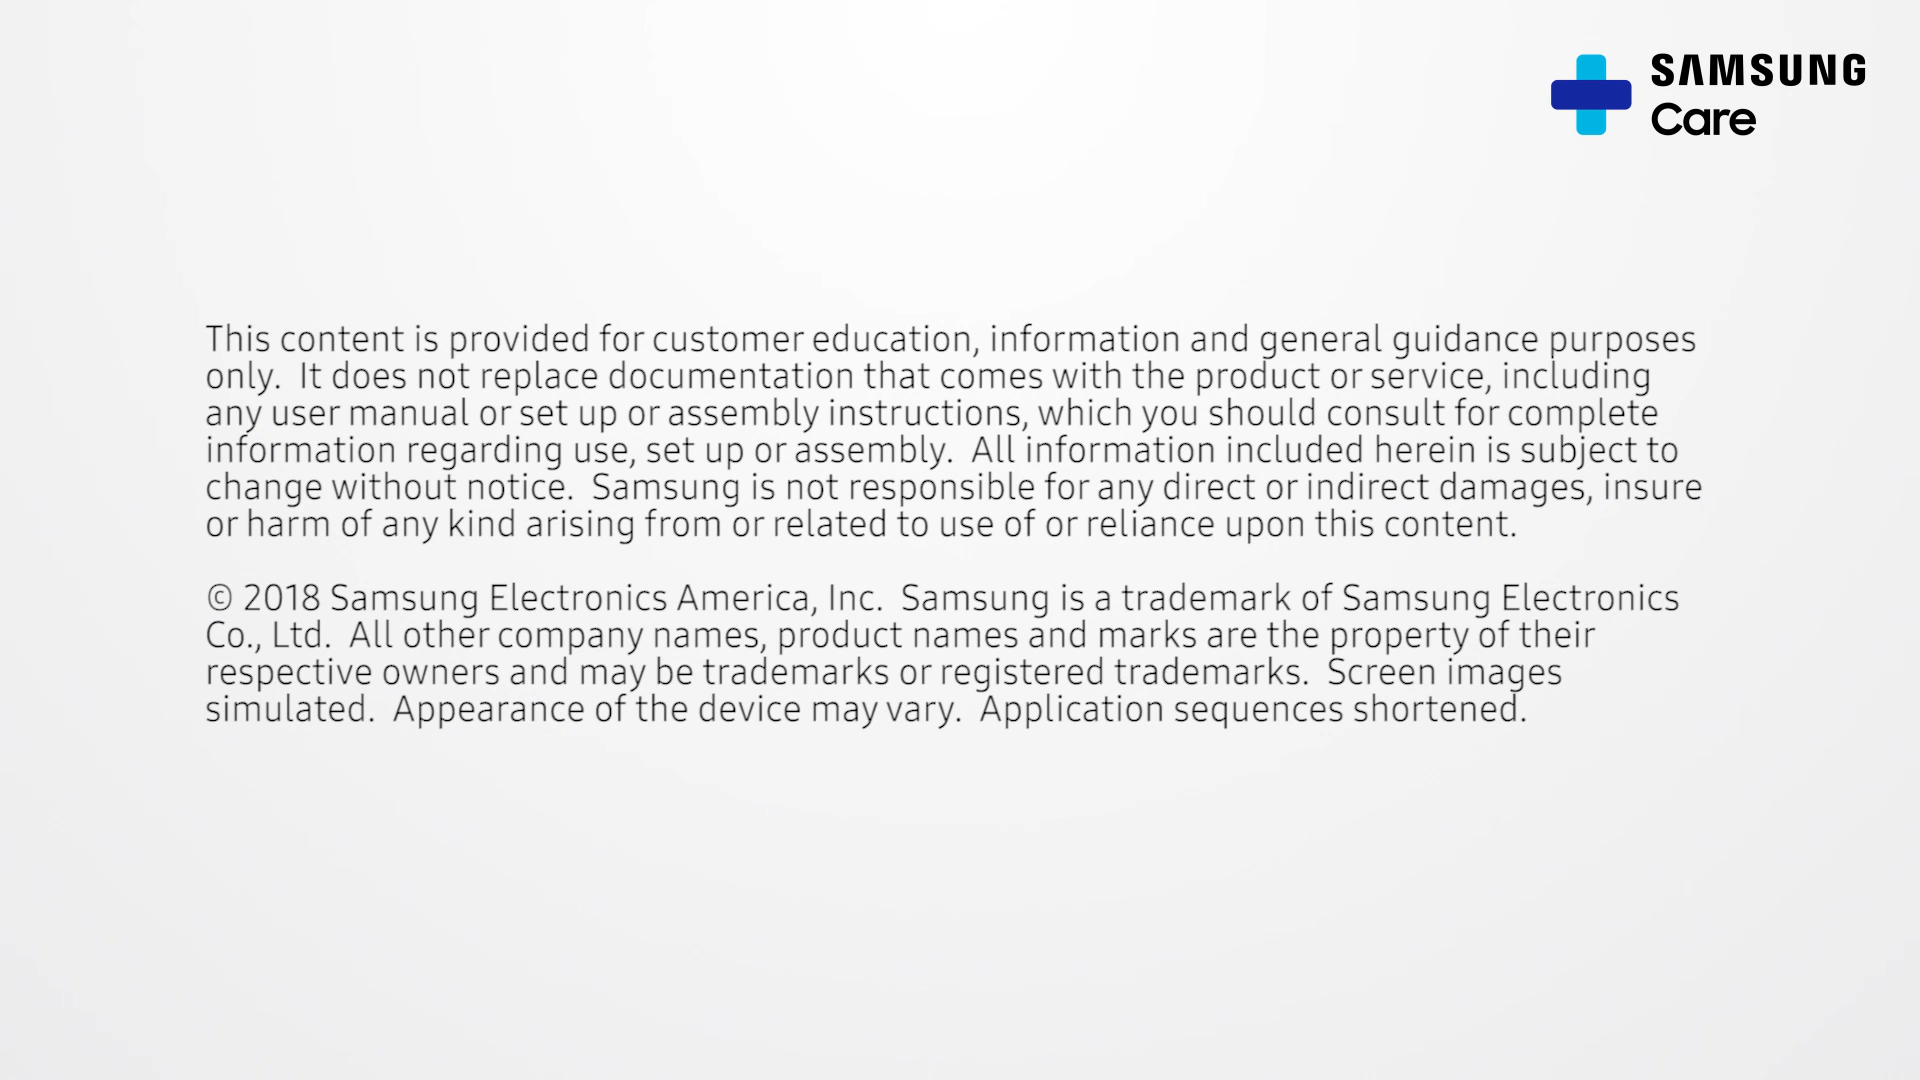 SAMSUNG
Care
This content is provided for customer education, information and general guidance purposes
only.  It does not replace documentation that comes with the product or service, including
any user manual or set up or assembly instructions, which you should consult for complete
information regarding use, set up or assembly.  All information included herein is subject to
change without notice.  Samsung is not responsible for any direct or indirect damages, insure
or harm of any kind arising from or related to use of or reliance upon this content.
© 2018 Samsung Electronics America, Inc.  Samsung is a trademark of Samsung Electronics
Co., Ltd.  All other company names, product names and marks are the property of their
respective owners and may be trademarks or registered trademarks.  Screen images
simulated.  Appearance of the device may vary.  Application sequences shortened.